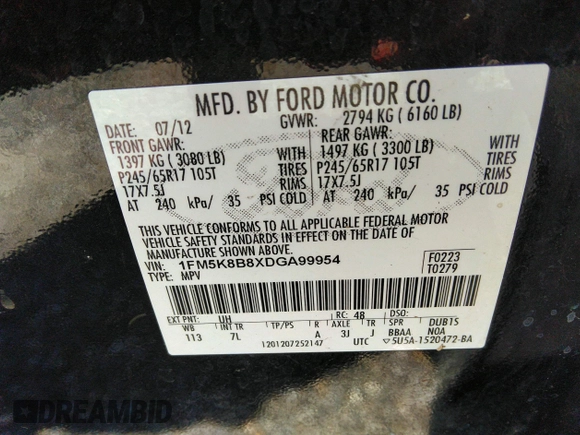 MFD. BY FORD MOTOR CO.
DATE: 07/12 GVWR: 2794 KG ( 6160 LB)
FRONT GAWR: REAR GAWR:
1397 KG ( 3080 LB) WITH 1497 KG ( 3300 LB) WITH
P245/65R17 105T TIRES P245/65R17 105T TIRES
17X7.5J RIMS 17X7.5J RIMS
AT 240 kPa/ 35 PSI COLD AT 240 kPa/ 35 PSI COLD
THIS VEHICLE CONFORMS TO ALL APPLICABLE FEDERAL MOTOR
VEHICLE SAFETY STANDARDS IN EFFECT ON THE DATE OF
MANUFACTURE SHOWN ABOVE.
VIN: 1FM5K8B8XDGA99954 F0223
TYPE: MPV T0279
EXT PNT: UH RC: 48 DSO:
WB INT TR TP/PS R AXLE TR SPR DUB1S
113 7L A 3J J BBAA N0A
1201207252147 UTC 5U5A-1520472-BA
DREAMBID